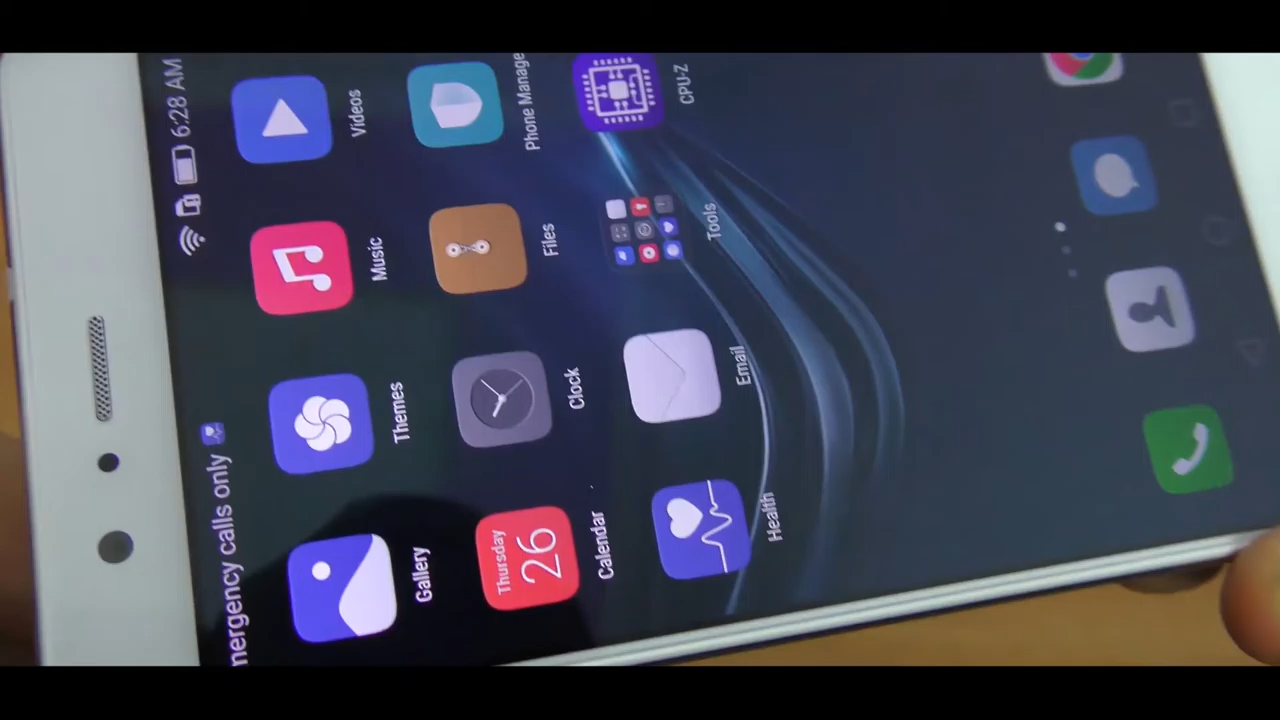 mergency calls only
6:28 AM
Gallery
Themes
Music
Videos
Thursday
26
Calendar
Clock
Files
Phone Manage
Health
Email
Tools
CPU-Z